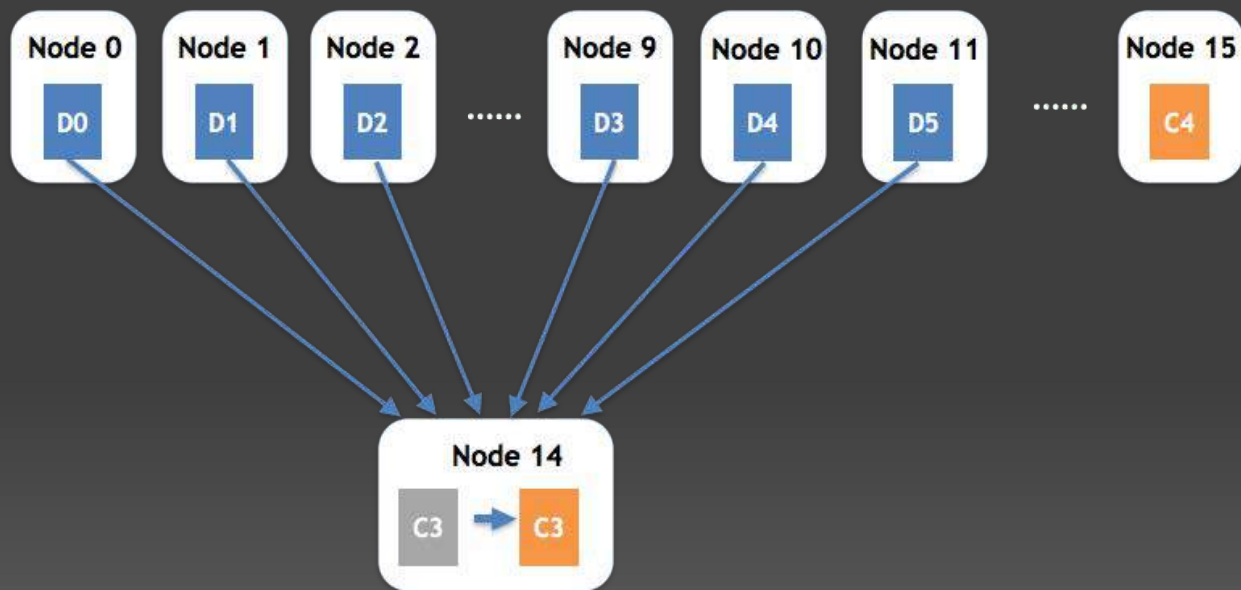 Node 0
Node 1
Node 2
Node 9
Node 10
Node 11
Node 15
D0
D1
D2
......
D3
D4
D5
......
C4
Node 14
C3
C3